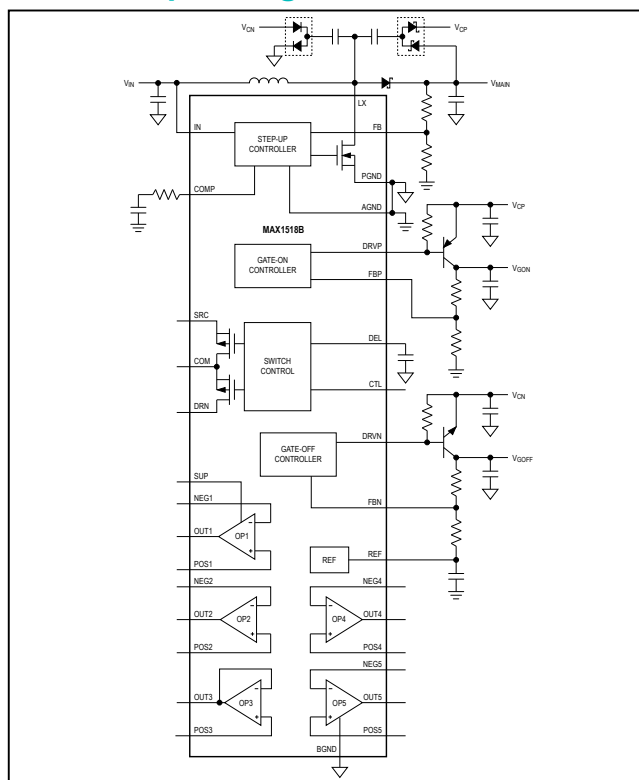 VCN
VCP
VIN
VMAIN
LX
IN
STEP-UP
CONTROLLER
FB
PGND
COMP
AGND
MAX1518B
VCP
GATE-ON
CONTROLLER
DRVP
FBP
VGON
SRC
COM
DRN
SWITCH
CONTROL
DEL
CTL
VCN
GATE-OFF
CONTROLLER
DRVN
FBN
VGOFF
SUP
NEG1
OUT1
OP1
POS1
REF
REF
NEG2
OUT2
OP2
POS2
NEG4
OP4
OUT4
POS4
NEG5
OUT3
OP3
POS3
OP5
OUT5
POS5
BGND